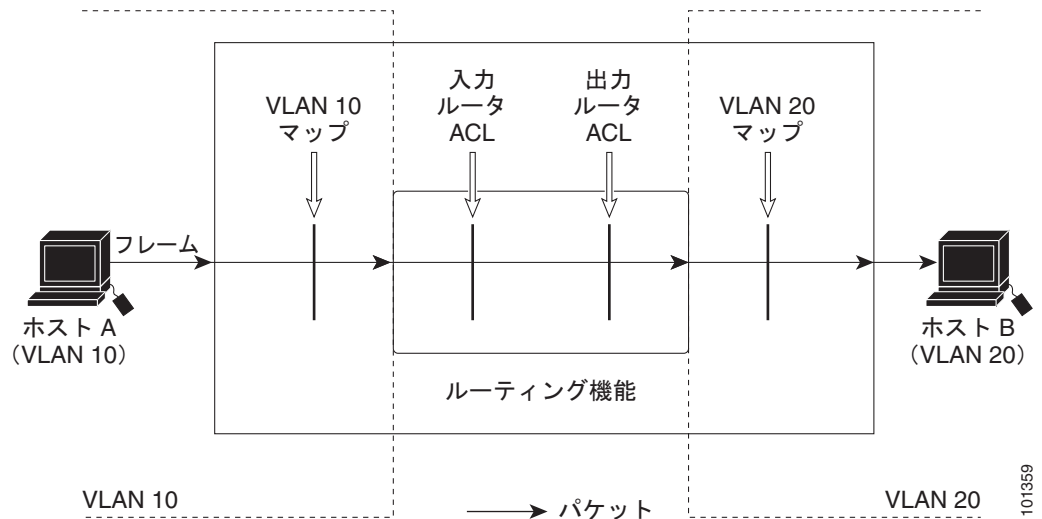 VLAN 10
マップ
入力
ルータ
ACL
出力
ルータ
ACL
VLAN 20
マップ
フレーム
ホスト A
（VLAN 10）
ホスト B
（VLAN 20）
ルーティング機能
VLAN 10
パケット
VLAN 20
101359